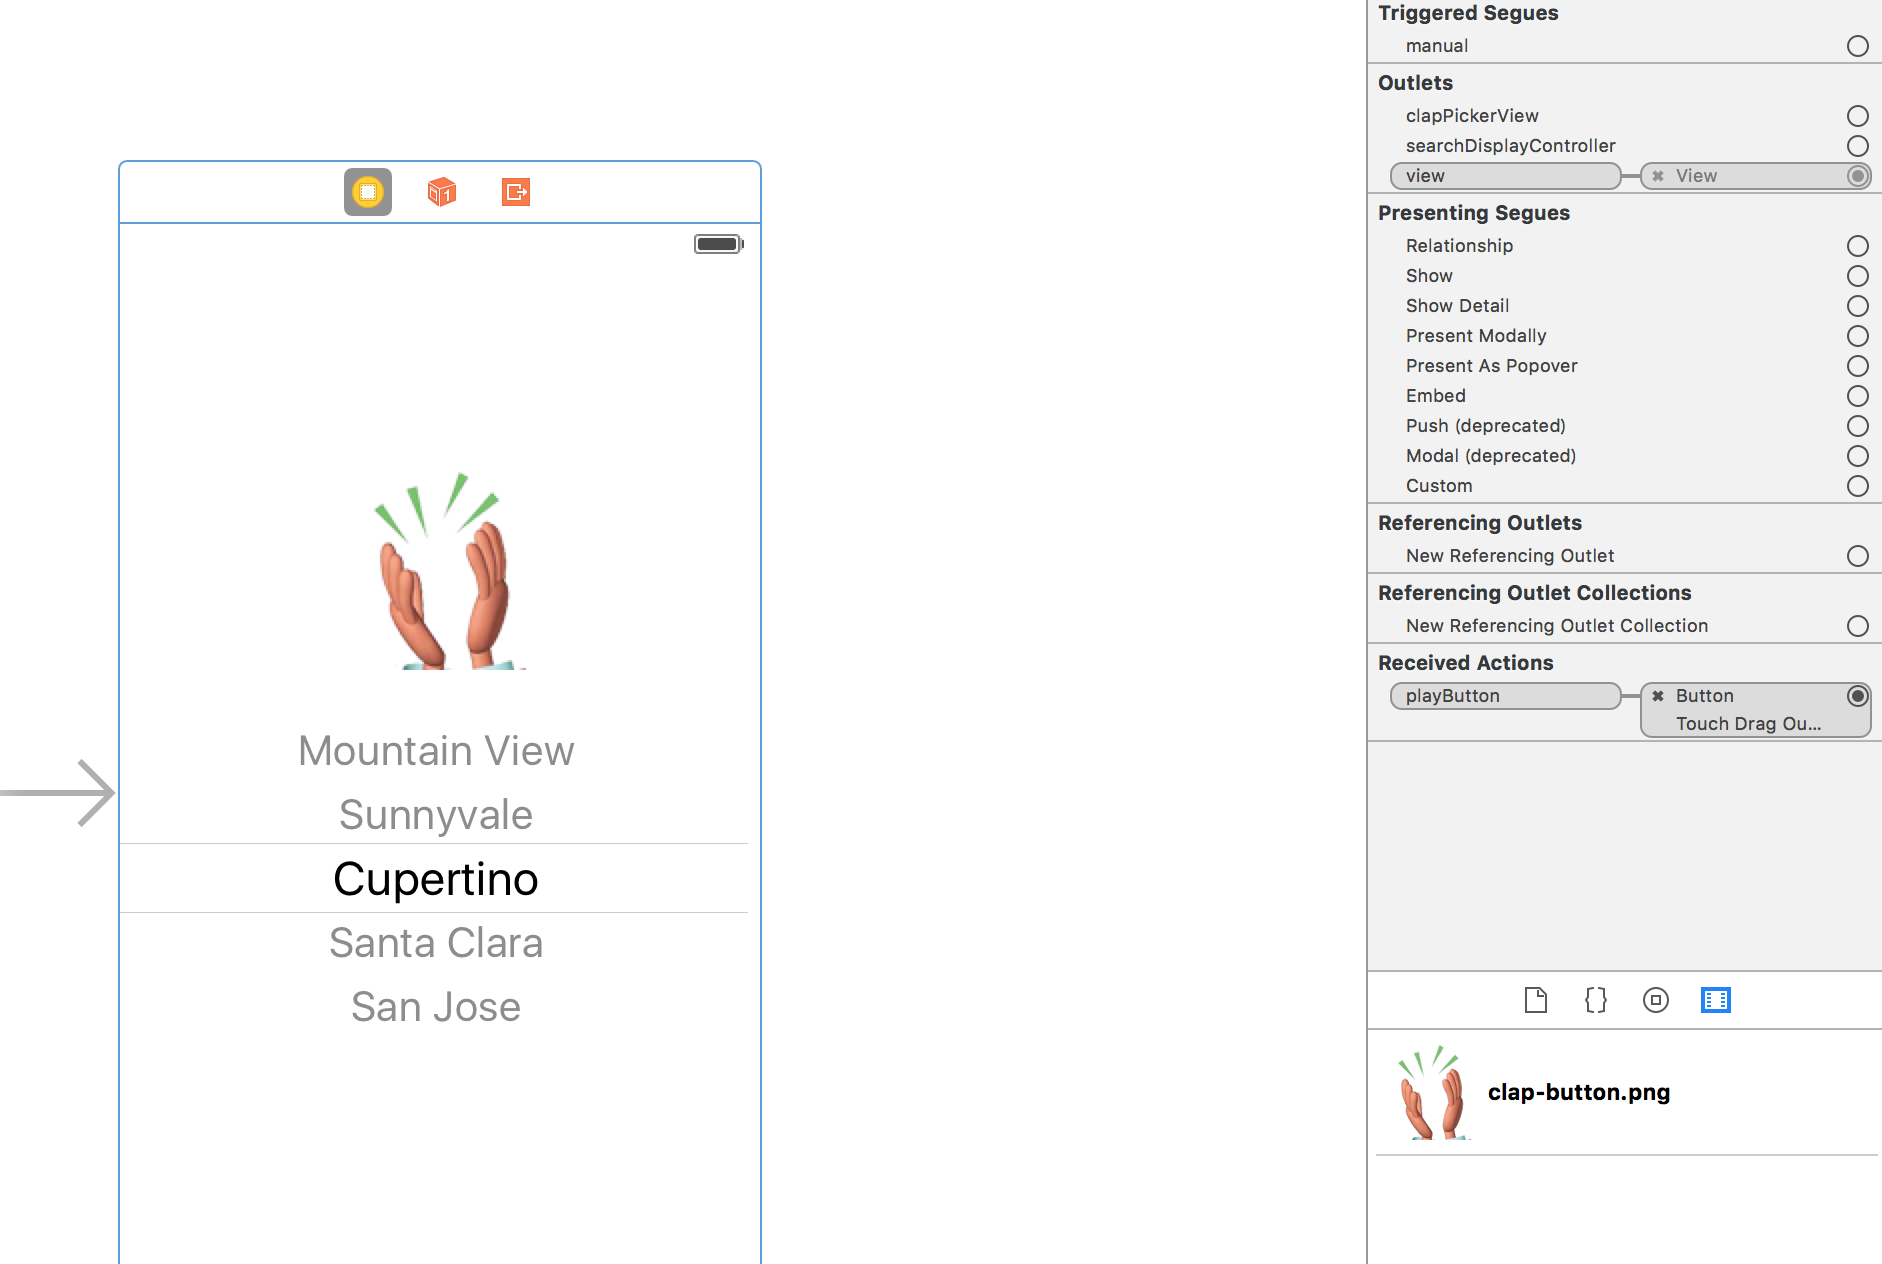 Mountain View
Sunnyvale
Cupertino
Santa Clara
San Jose
Triggered Segues
manual
Outlets
clapPickerView
searchDisplayController
view View
Presenting Segues
Relationship
Show
Show Detail
Present Modally
Present As Popover
Embed
Push (deprecated)
Modal (deprecated)
Custom
Referencing Outlets
New Referencing Outlet
Referencing Outlet Collections
New Referencing Outlet Collection
Received Actions
playButton Button
Touch Drag Ou...
clap-button.png